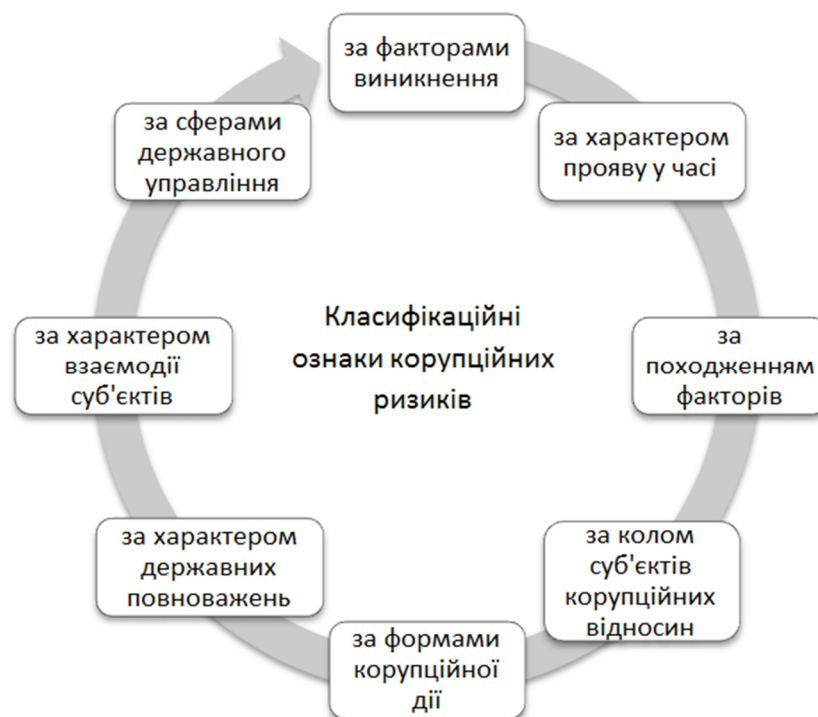 за факторами
виникнення
за характером
прояву у часі
за
походженням
факторів
за колом
суб'єктів
корупційних
відносин
за формами
корупційної
дії
за характером
державних
повноважень
за характером
взаємодії
суб'єктів
за сферами
державного
управління
Класифікаційні
ознаки корупційних
ризиків